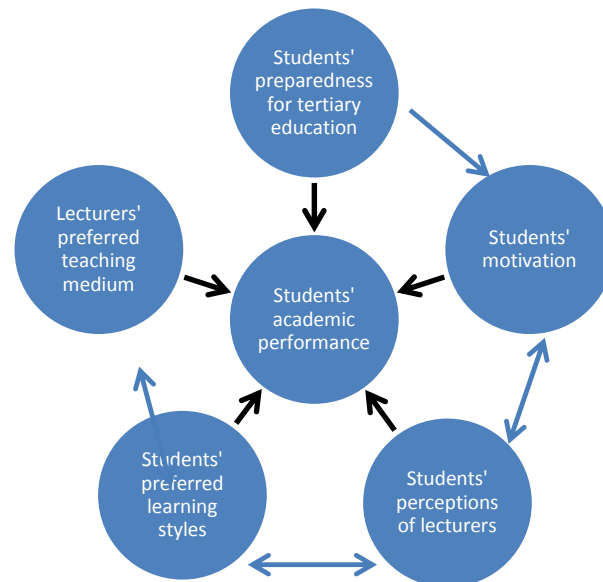 Students'
preparedness
for tertiary
education
Lecturers'
preferred
teaching
medium
Students'
motivation
Students'
academic
performance
Students'
preferred
learning
styles
Students'
perceptions
of lecturers